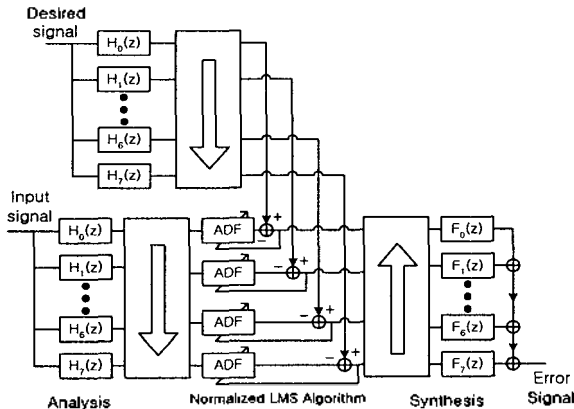 Desired
signal
H0(z)
H1(z)
H6(z)
H7(z)
Input
signal
H0(z)
H1(z)
H6(z)
H7(z)
ADF
ADF
ADF
ADF
+
−
+
−
+
−
+
−
F0(z)
F1(z)
F6(z)
F7(z)
Error
Signal
Analysis
Normalized LMS Algorithm
Synthesis